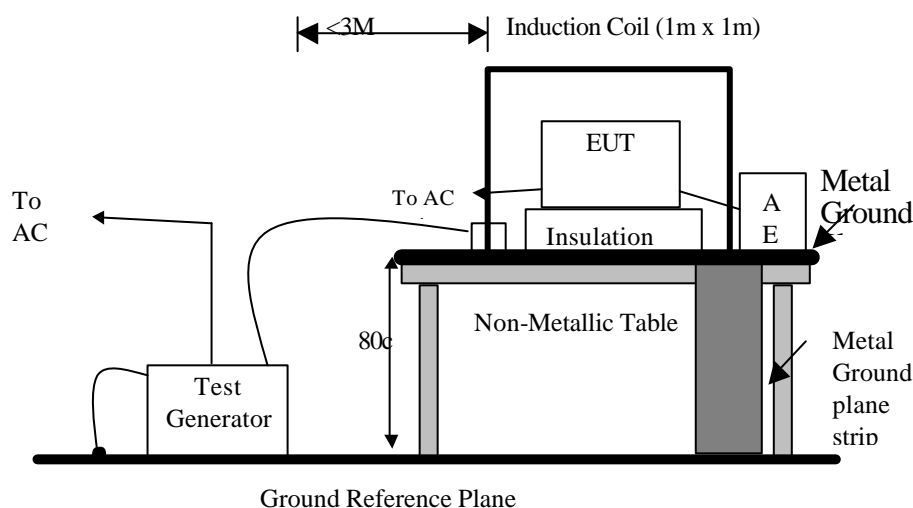 <3M
Induction Coil (1m x 1m)
EUT
To
AC
To AC
A
E
Metal
Ground
Insulation
Non-Metallic Table
80c
Metal
Ground
plane
strip
Test
Generator
Ground Reference Plane